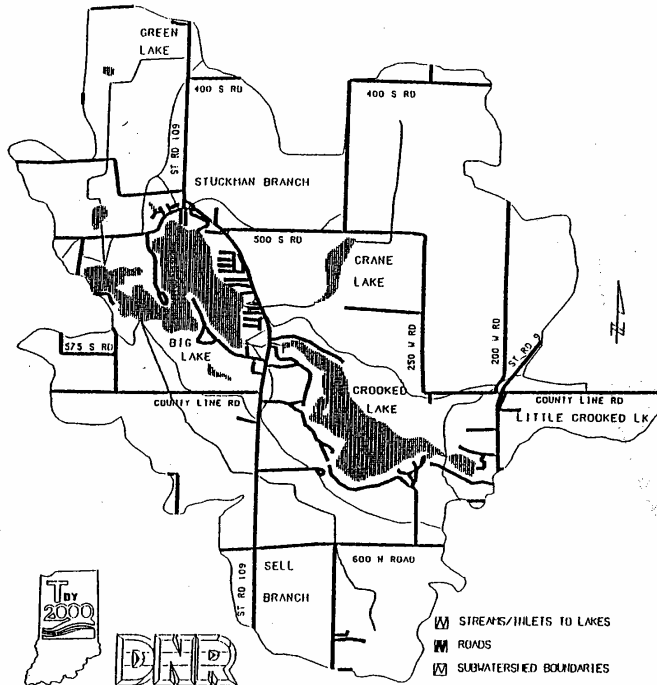 GREEN
LAKE
400 S RD
400 S RD
ST RD 109
STUCKMAN BRANCH
500 S RD
CRANE
LAKE
575 S RD
BIG
LAKE
250 W RD
200 W RD
ST RD 9
CROOKED
LAKE
COUNTY LINE RD
COUNTY LINE RD
LITTLE CROOKED LK
600 N ROAD
ST RD 109
SELL
BRANCH
T BY
2000
DNR
STREAMS/INLETS TO LAKES
ROADS
SUBWATERSHED BOUNDARIES
N